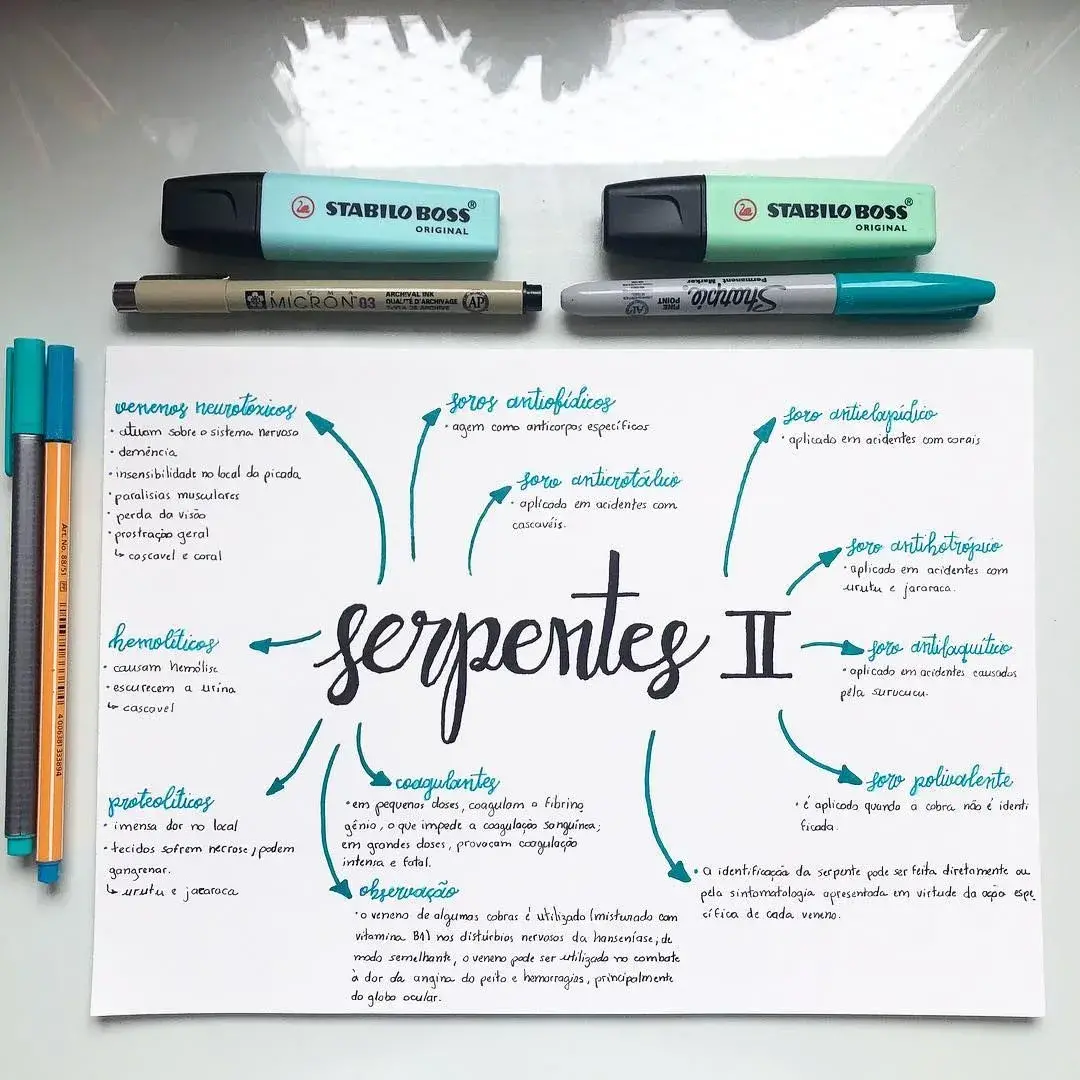 STABILO BOSS®
ORIGINAL
STABILO BOSS®
ORIGINAL
PIGMA
MICRON 03
ARCHIVAL INK
QUALITÉ D'ARCHIVAGE
AP
Sharpie
Permanent Marker
FINE
POINT
AP
Art. No. 88/51
4 006381 333894
venenos neurotóxicos
• atuam sobre o sistema nervoso
• demência
• insensibilidade no local da picada
• paralisias musculares
• perda da visão
• prostração geral
↳ cascavel e coral
soros antiofídicos
• agem como anticorpos específicos
soro anticrotálico
• aplicado em acidentes com
cascavéis.
soro antielapídico
• aplicado em acidentes com corais
soro antibotrópico
• aplicado em acidentes com
urutu e jararaca.
serpentes II
hemolíticos
• causam hemólise
• escurecem a urina
↳ cascavel
soro antilaquítico
• aplicado em acidentes causados
pela surucucu.
proteolíticos
• imensa dor no local
• tecidos sofrem necrose, podem
gangrenar.
↳ urutu e jararaca
coagulantes
• em pequenas doses, coagulam o fibrino
gênio, o que impede a coagulação sanguínea;
em grandes doses, provocam coagulação
intensa e fatal.
soro polivalente
• é aplicado quando a cobra não é identi
ficada.
• a identificação da serpente pode ser feita diretamente ou
pela sintomatologia apresentada em virtude da ação espe
cífica de cada veneno.
observação
• o veneno de algumas cobras é utilizado (misturado com
vitamina B1) nos distúrbios nervosos da hanseníase; de
modo semelhante, o veneno pode ser utilizado no combate
à dor da angina do peito e hemorragias, principalmente
do globo ocular.